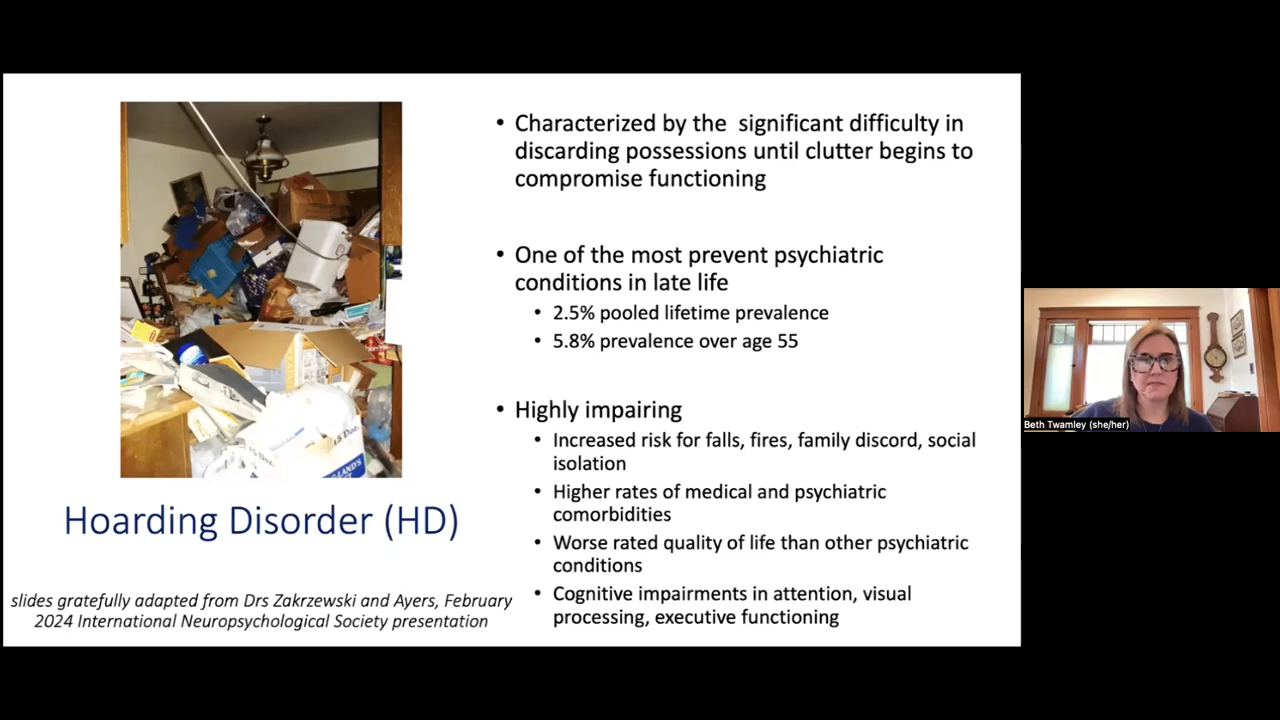 Characterized by the significant difficulty in
discarding possessions until clutter begins to
compromise functioning
One of the most prevent psychiatric
conditions in late life
2.5% pooled lifetime prevalence
5.8% prevalence over age 55
Highly impairing
Increased risk for falls, fires, family discord, social
isolation
Higher rates of medical and psychiatric
comorbidities
Worse rated quality of life than other psychiatric
conditions
Cognitive impairments in attention, visual
processing, executive functioning
Hoarding Disorder (HD)
slides gratefully adapted from Drs Zakrzewski and Ayers, February
2024 International Neuropsychological Society presentation
Beth Twamley (she/her)